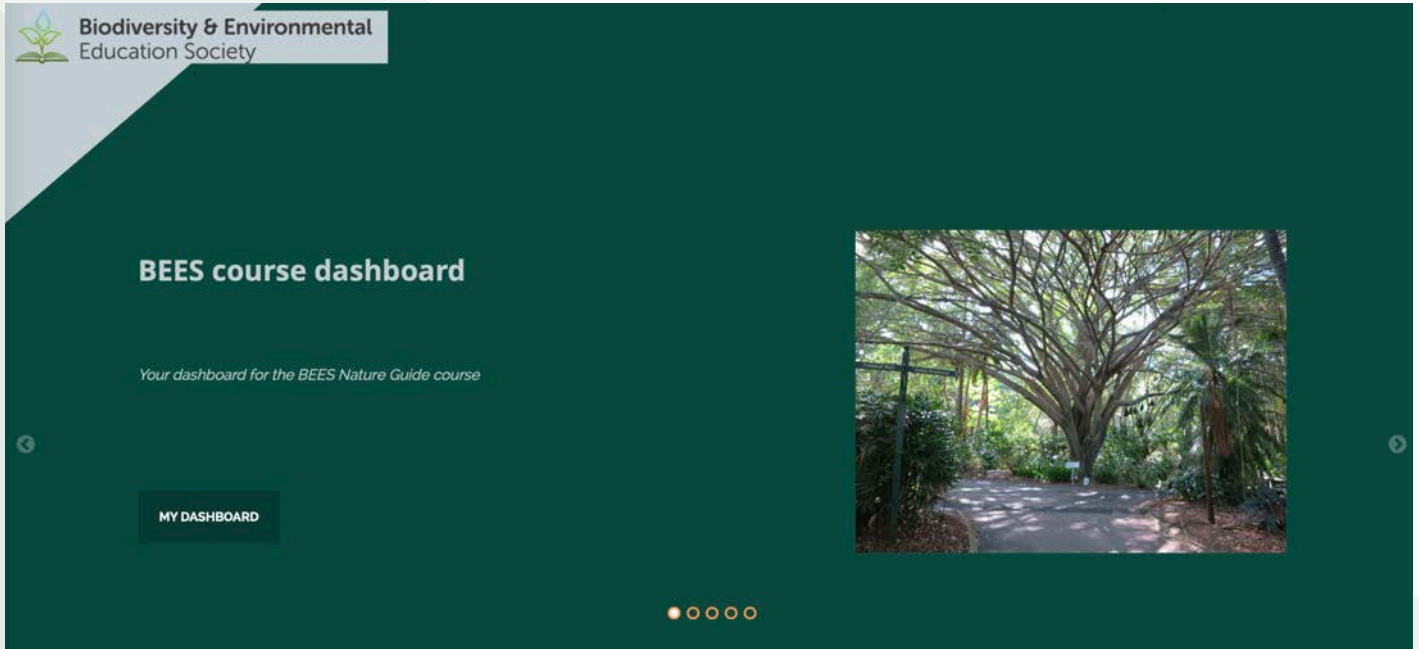 Biodiversity & Environmental
Education Society
BEES course dashboard
Your dashboard for the BEES Nature Guide course
MY DASHBOARD